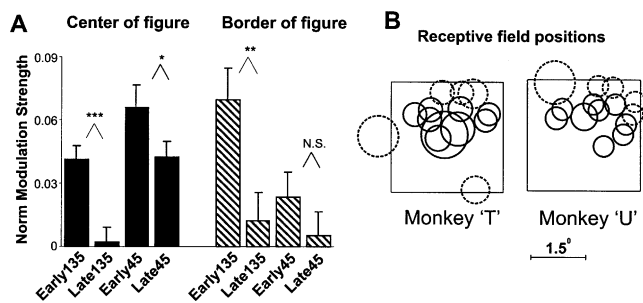 A
Center of figure
Border of figure
Norm Modulation Strength
0.09
0.06
0.03
0
***
*
**
N.S.
Early135
Late135
Early45
Late45
Early135
Late135
Early45
Late45
B
Receptive field positions
Monkey 'T'
Monkey 'U'
1.5⁰